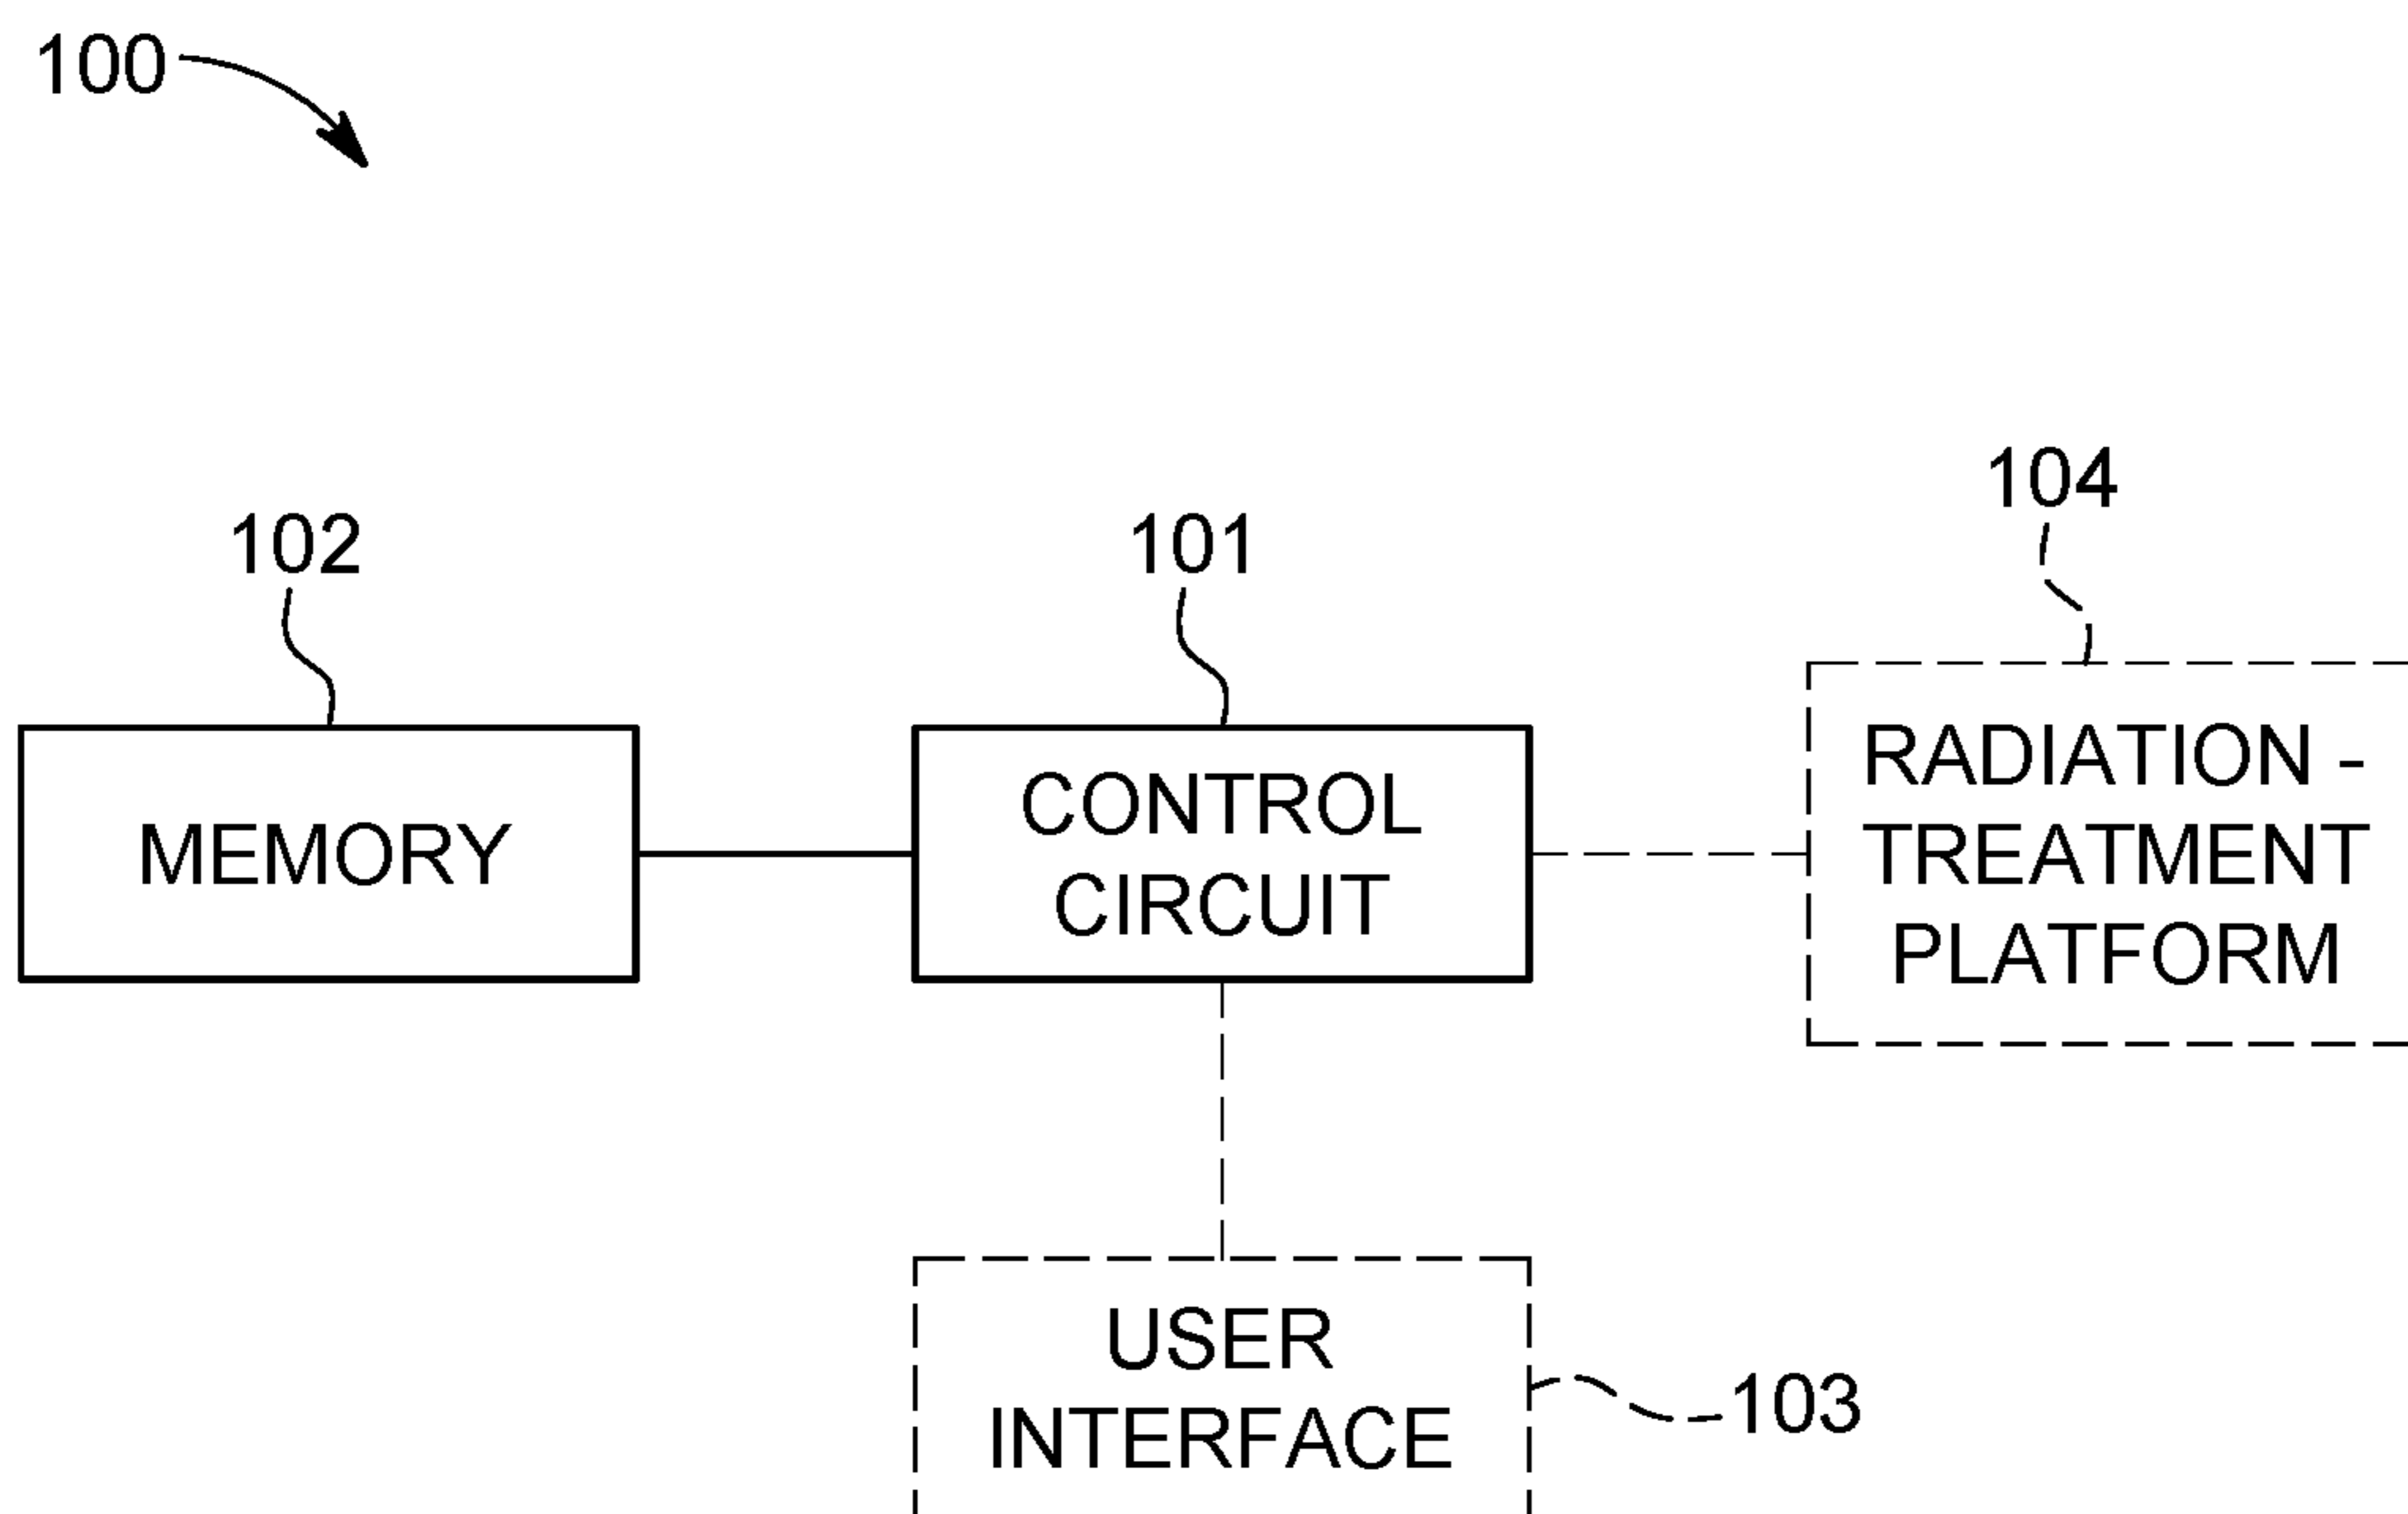 100
104
102
101
MEMORY
CONTROL
CIRCUIT
RADIATION -
TREATMENT
PLATFORM
USER
INTERFACE
103